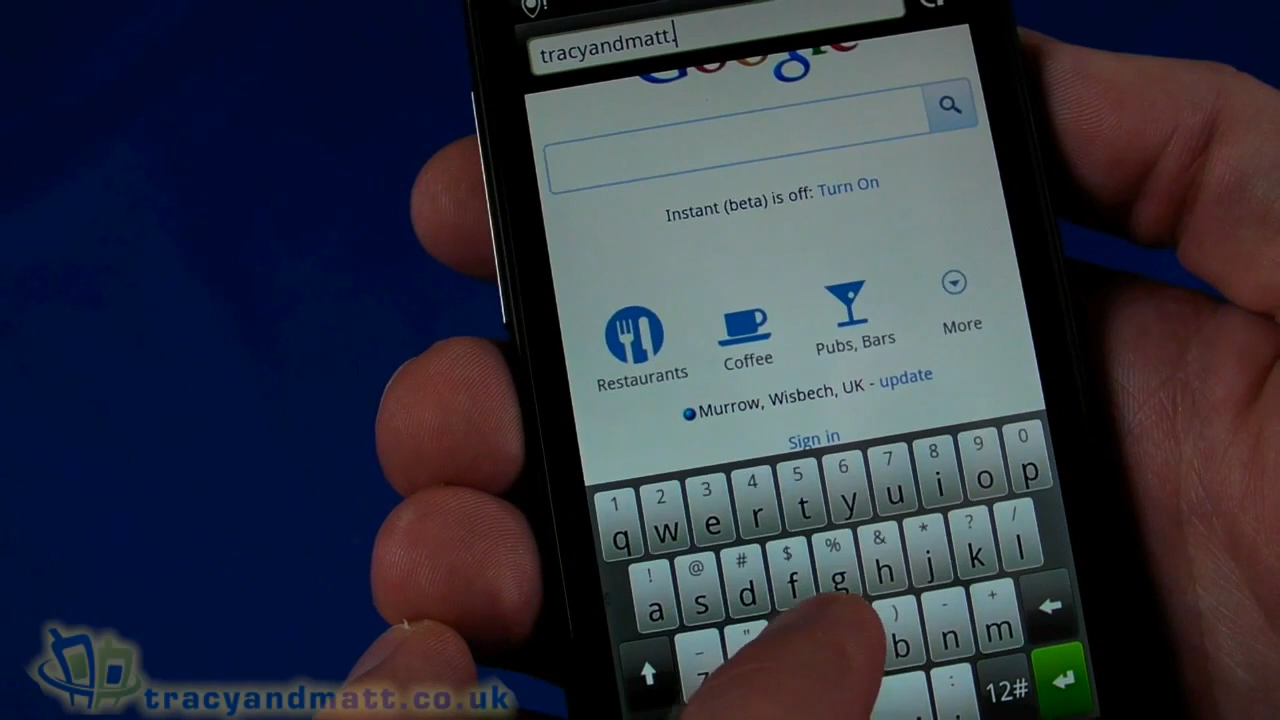 tracyandmatt.
Google
Instant (beta) is off: Turn On
Restaurants
Coffee
Pubs, Bars
More
Murrow, Wisbech, UK - update
Sign in
1 2 3 4 5 6 7 8 9 0
q w e r t y u i o p
! @ # $ % & * ? /
a s d f g h j k l
_ " ) - +
z b n m
: 12#
tracyandmatt.co.uk